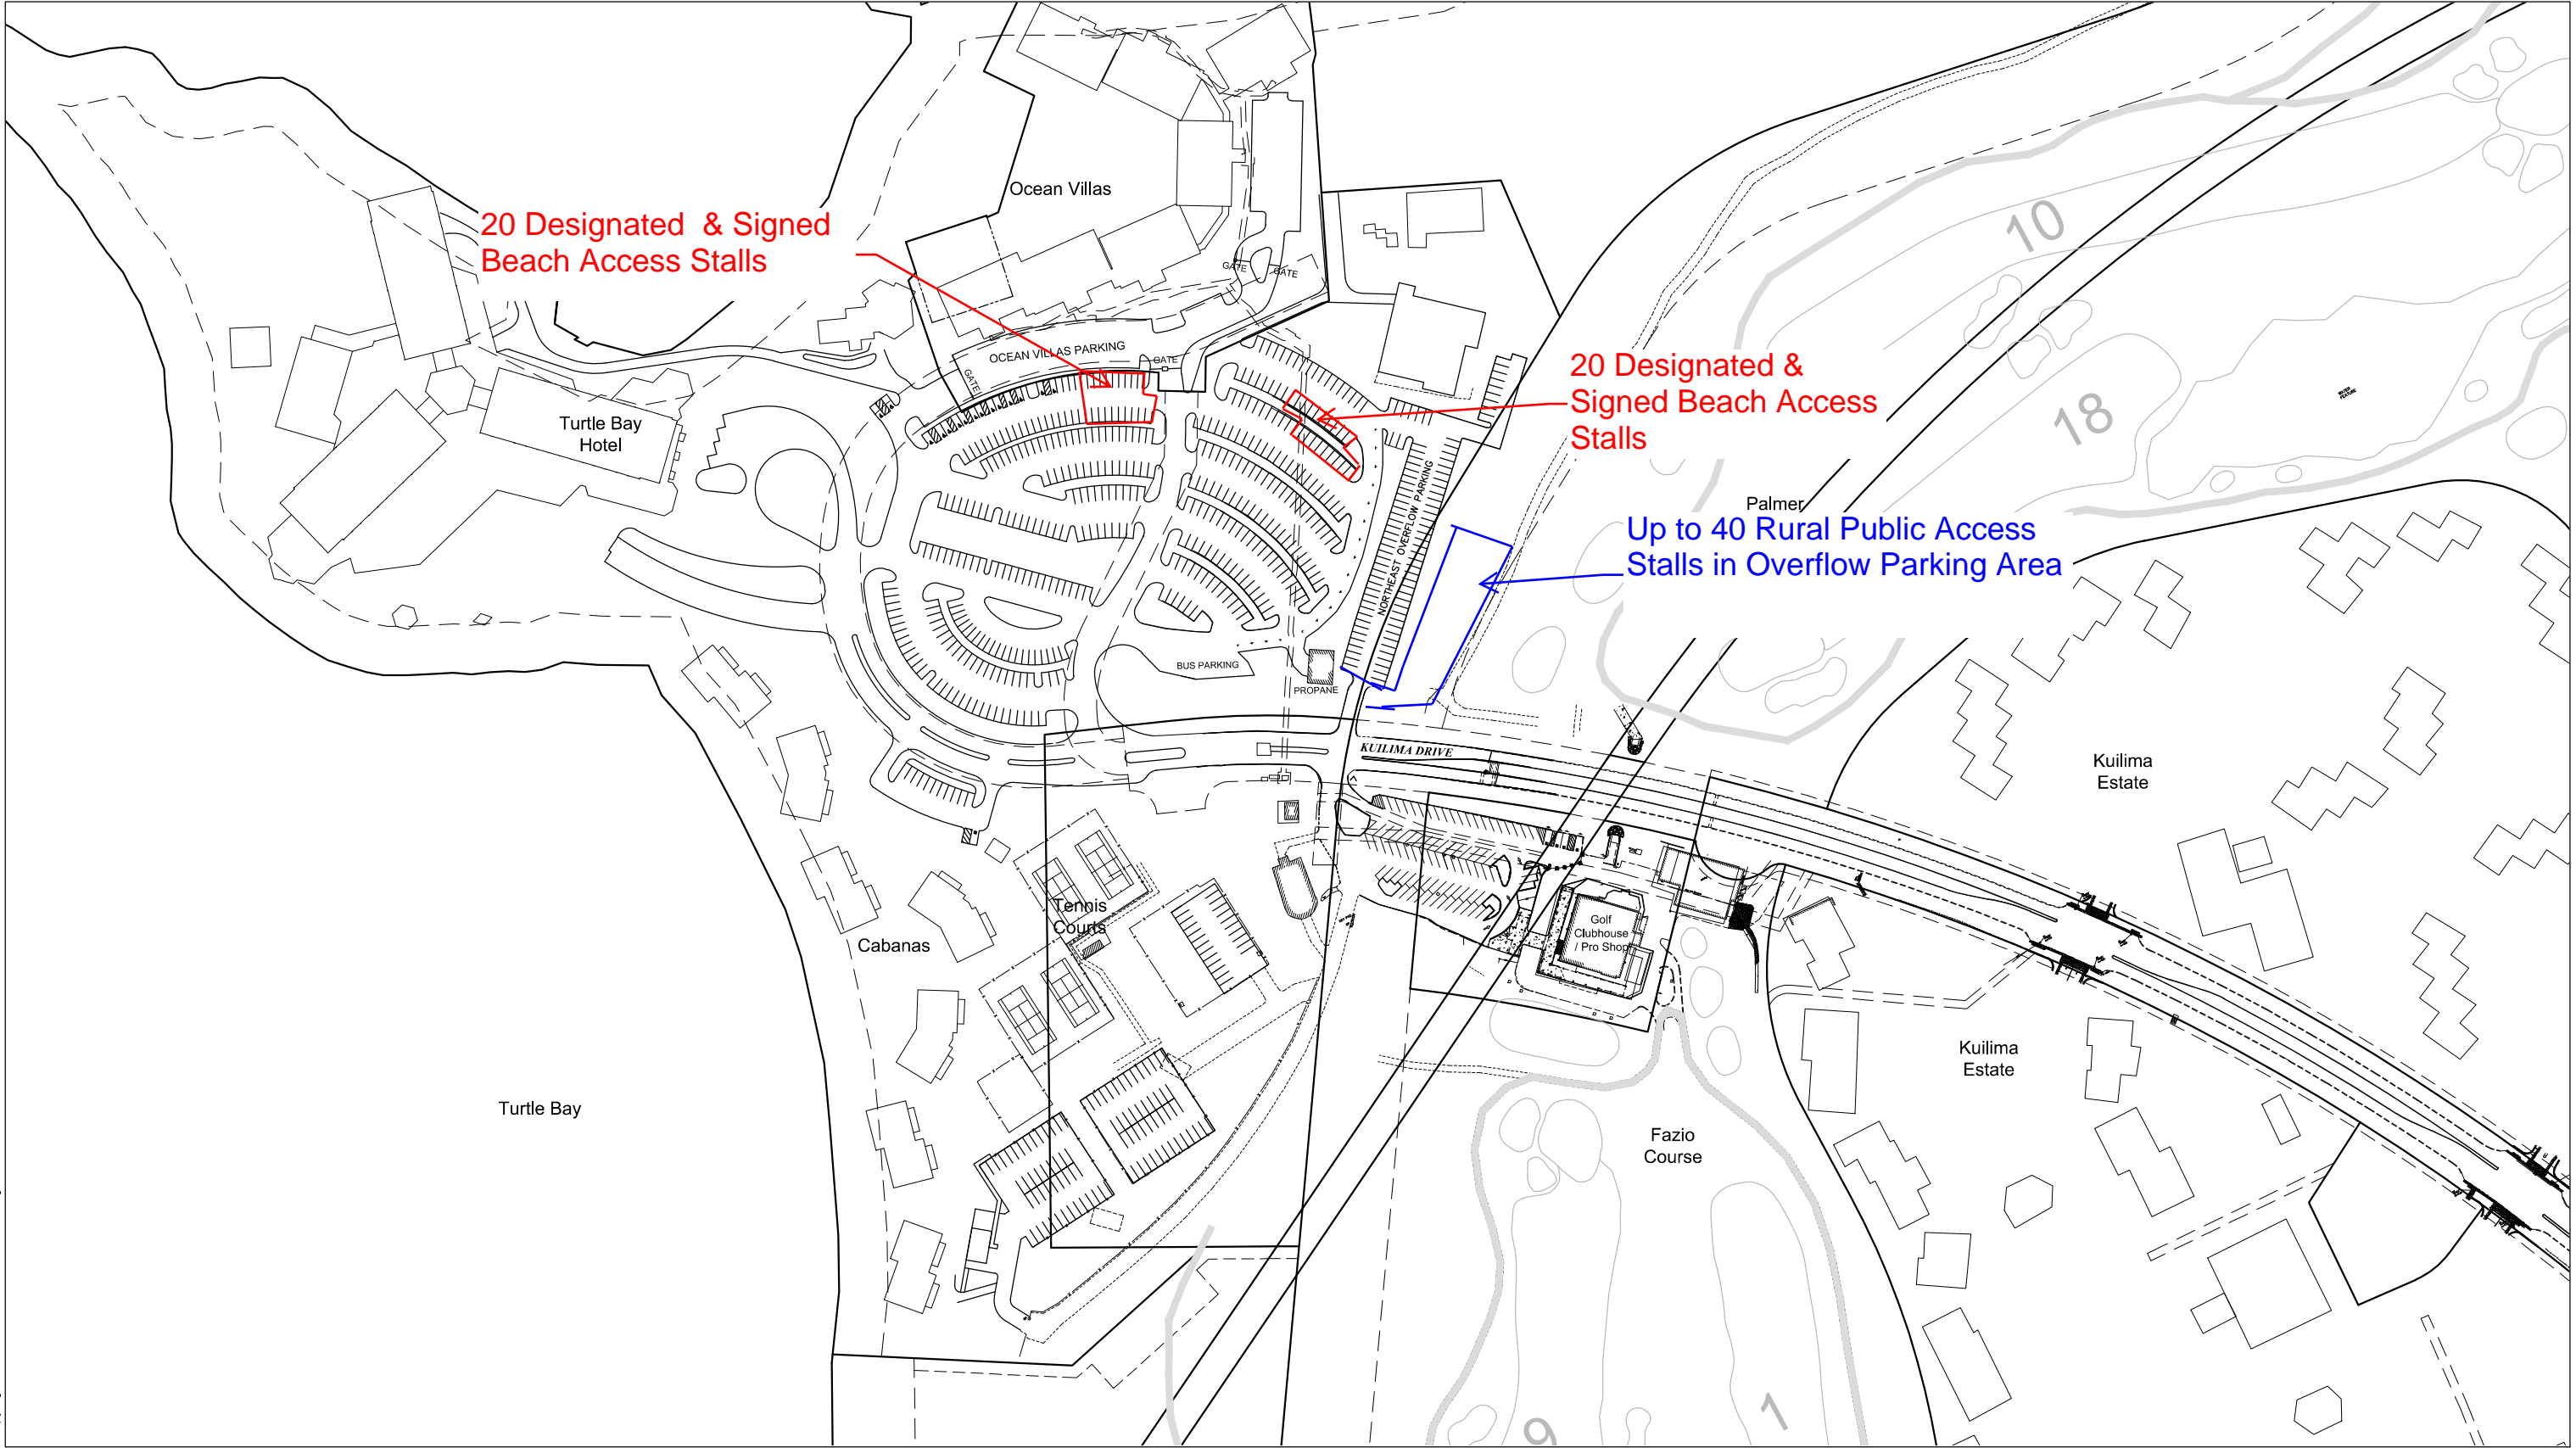 Ocean Villas
20 Designated & Signed
Beach Access Stalls
10
GATE
GATE
OCEAN VILLAS PARKING
GATE
GATE
20 Designated &
Signed Beach Access
Stalls
18
Turtle Bay
Hotel
NORTHEAST OVERFLOW PARKING
Palmer
Up to 40 Rural Public Access
Stalls in Overflow Parking Area
BUS PARKING
PROPANE
KUILIMA DRIVE
Kuilima
Estate
Tennis
Courts
Golf
Clubhouse
/ Pro Shop
Cabanas
Kuilima
Estate
Turtle Bay
Fazio
Course
9
1